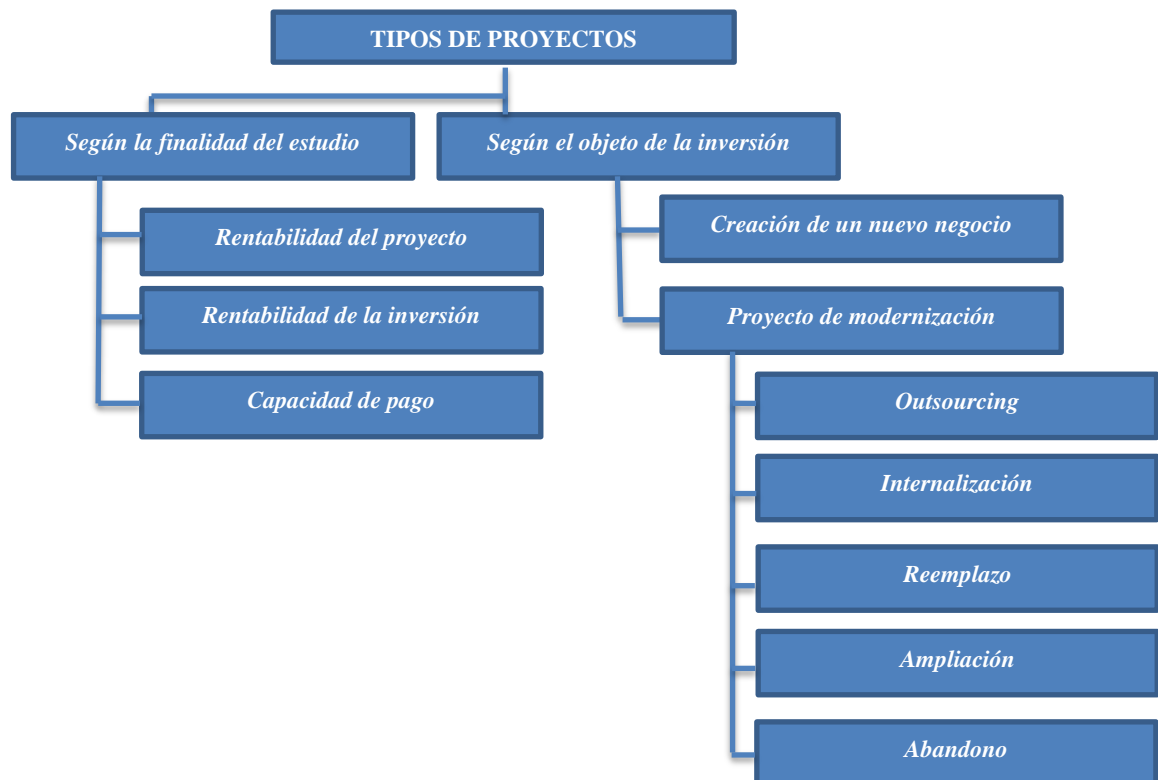 TIPOS DE PROYECTOS
Según la finalidad del estudio
Según el objeto de la inversión
Rentabilidad del proyecto
Rentabilidad de la inversión
Capacidad de pago
Creación de un nuevo negocio
Proyecto de modernización
Outsourcing
Internalización
Reemplazo
Ampliación
Abandono